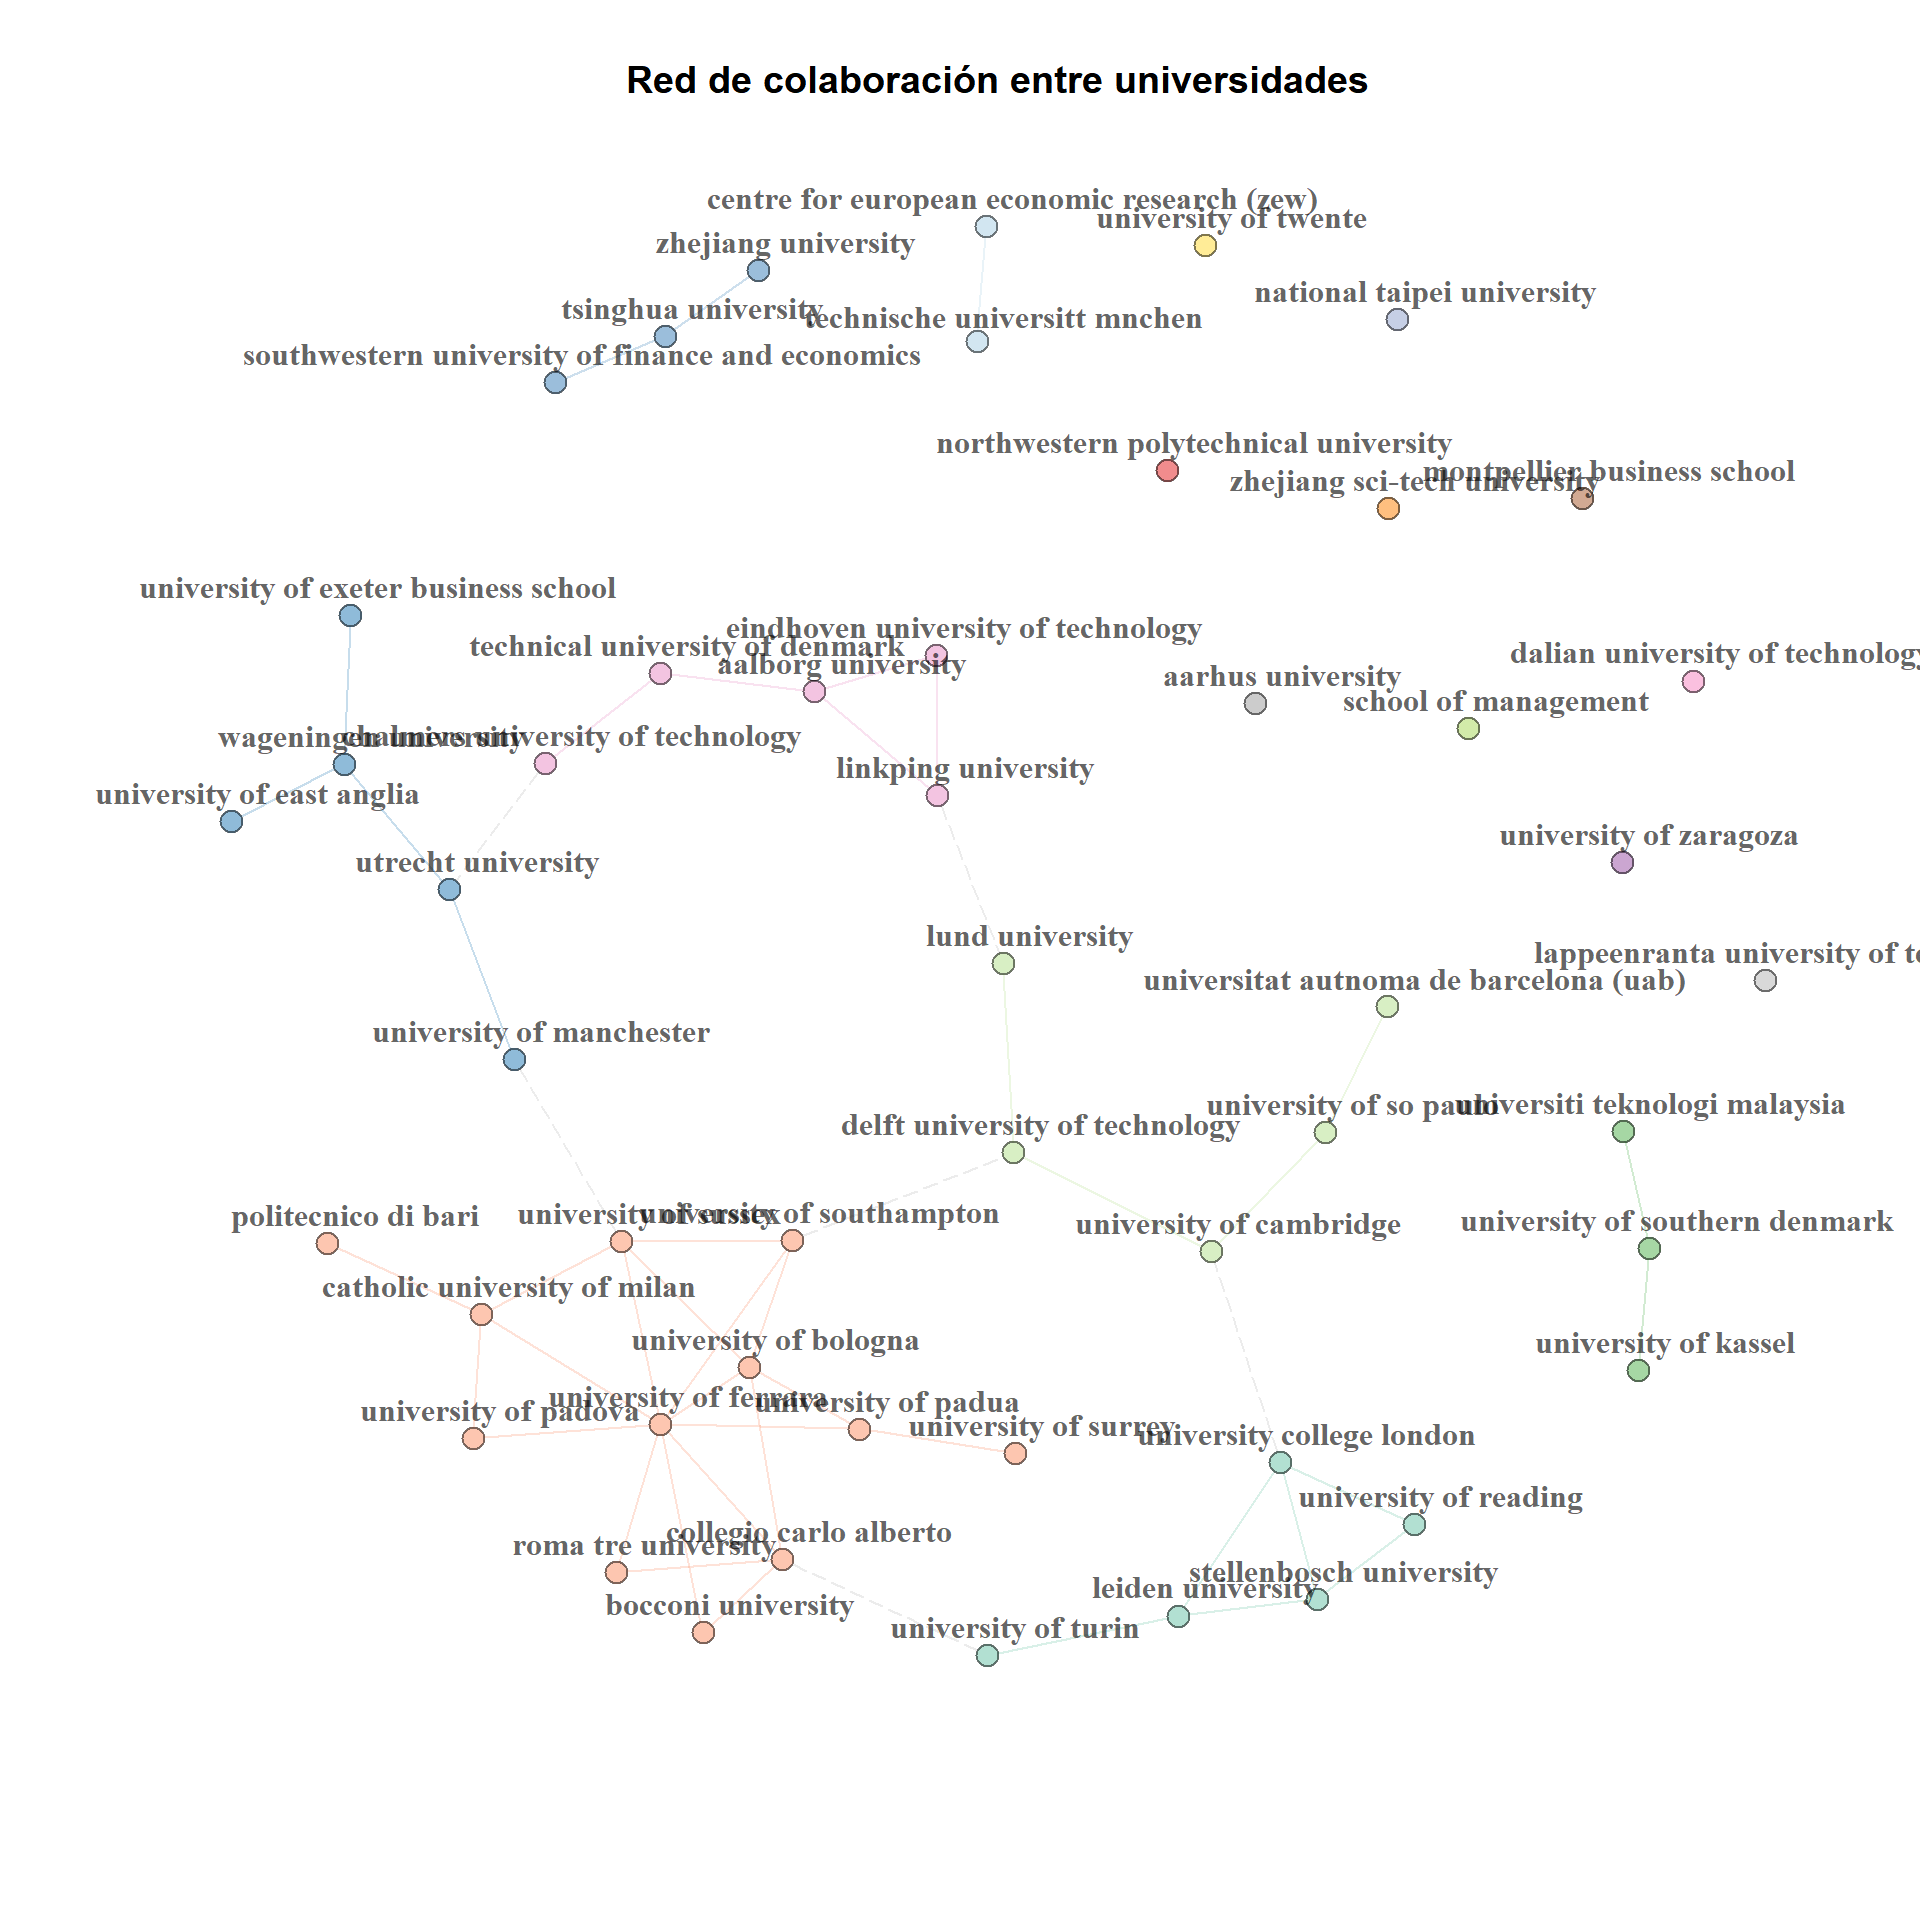 Red de colaboración entre universidades
centre for european economic research (zew)
university of twente
zhejiang university
national taipei university
tsinghua university
technische universitt mnchen
southwestern university of finance and economics
northwestern polytechnical university
montpellier business school
zhejiang sci-tech university
university of exeter business school
eindhoven university of technology
technical university of denmark
aalborg university
dalian university of technology
aarhus university
school of management
wageningen university
chalmers university of technology
linkping university
university of east anglia
university of zaragoza
utrecht university
lund university
lappeenranta university of te
universitat autnoma de barcelona (uab)
university of manchester
university of so paulo
universiti teknologi malaysia
delft university of technology
politecnico di bari
university of sussex
university of southampton
university of cambridge
university of southern denmark
catholic university of milan
university of bologna
university of kassel
university of ferrara
university of padua
university of padova
university of surrey
university college london
university of reading
collegio carlo alberto
roma tre university
stellenbosch university
leiden university
bocconi university
university of turin